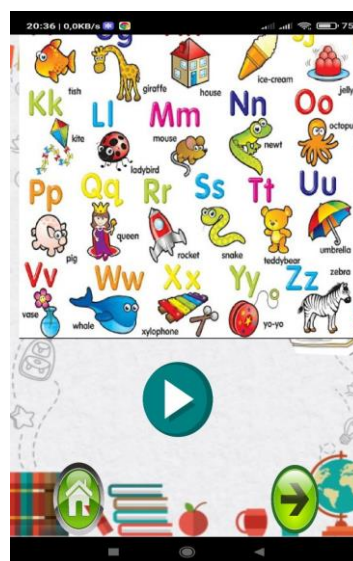 20:36 | 0,0KB/s
75
fish
giraffe
house
ice-cream
jelly
Kk Ll Mm Nn Oo
kite
ladybird
mouse
newt
octopu
Pp Qq Rr Ss Tt Uu
pig
queen
rocket
snake
teddybear
umbrella
Vv Ww Xx Yy Zz
vase
whale
xylophone
yo-yo
zebra